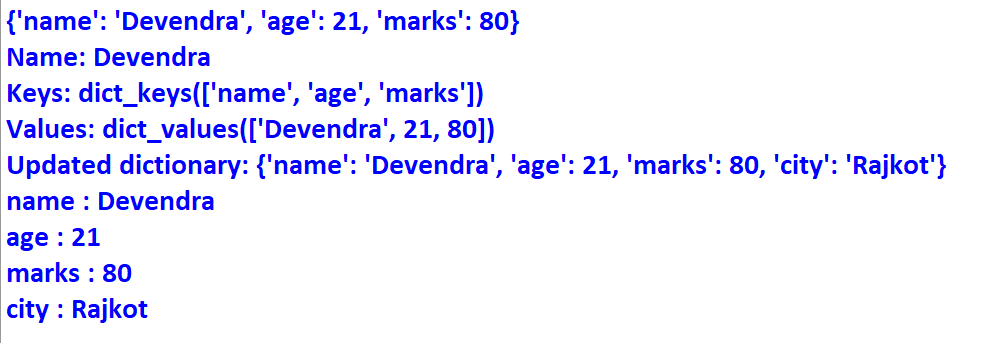 {'name': 'Devendra', 'age': 21, 'marks': 80}
Name: Devendra
Keys: dict_keys(['name', 'age', 'marks'])
Values: dict_values(['Devendra', 21, 80])
Updated dictionary: {'name': 'Devendra', 'age': 21, 'marks': 80, 'city': 'Rajkot'}
name : Devendra
age : 21
marks : 80
city : Rajkot